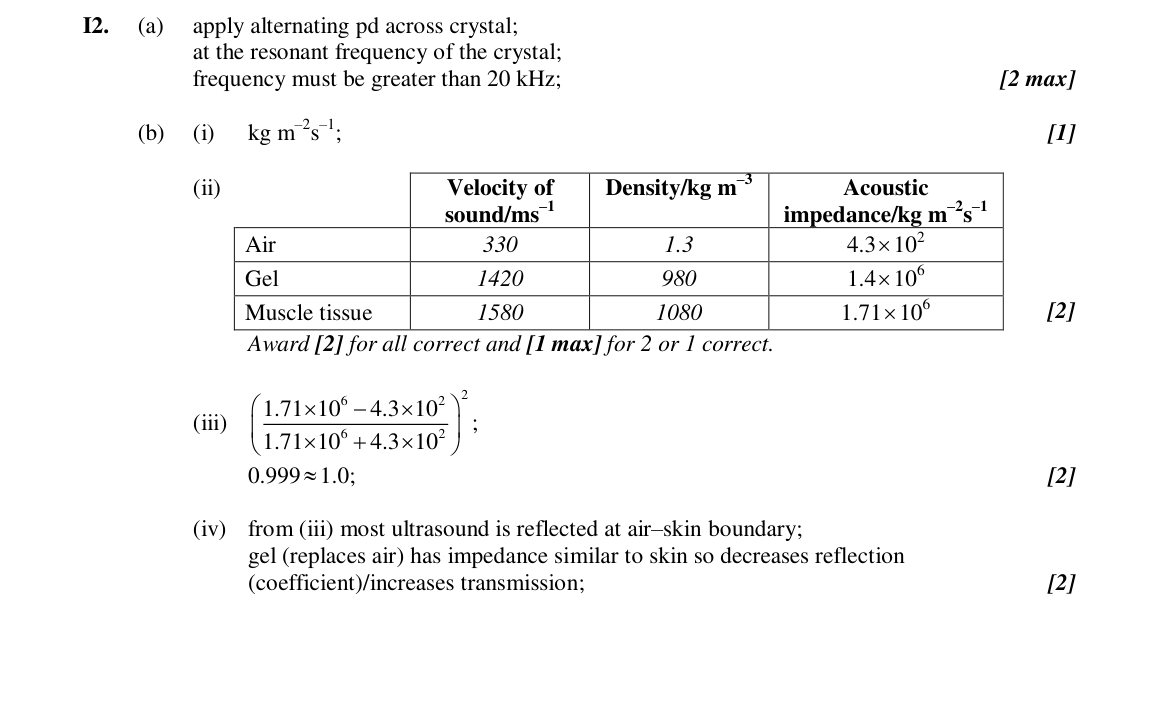 I2. (a) apply alternating pd across crystal;
at the resonant frequency of the crystal;
frequency must be greater than 20 kHz; [2 max]
(b) (i) kg m⁻²s⁻¹; [1]
(ii) Velocity of sound/ms⁻¹ Density/kg m⁻³ Acoustic impedance/kg m⁻²s⁻¹
Air 330 1.3 4.3×10²
Gel 1420 980 1.4×10⁶
Muscle tissue 1580 1080 1.71×10⁶ [2]
Award [2] for all correct and [1 max] for 2 or 1 correct.
(iii) ((1.71×10⁶ −4.3×10²)/(1.71×10⁶ +4.3×10²))²;
0.999≈1.0; [2]
(iv) from (iii) most ultrasound is reflected at air–skin boundary;
gel (replaces air) has impedance similar to skin so decreases reflection
(coefficient)/increases transmission; [2]